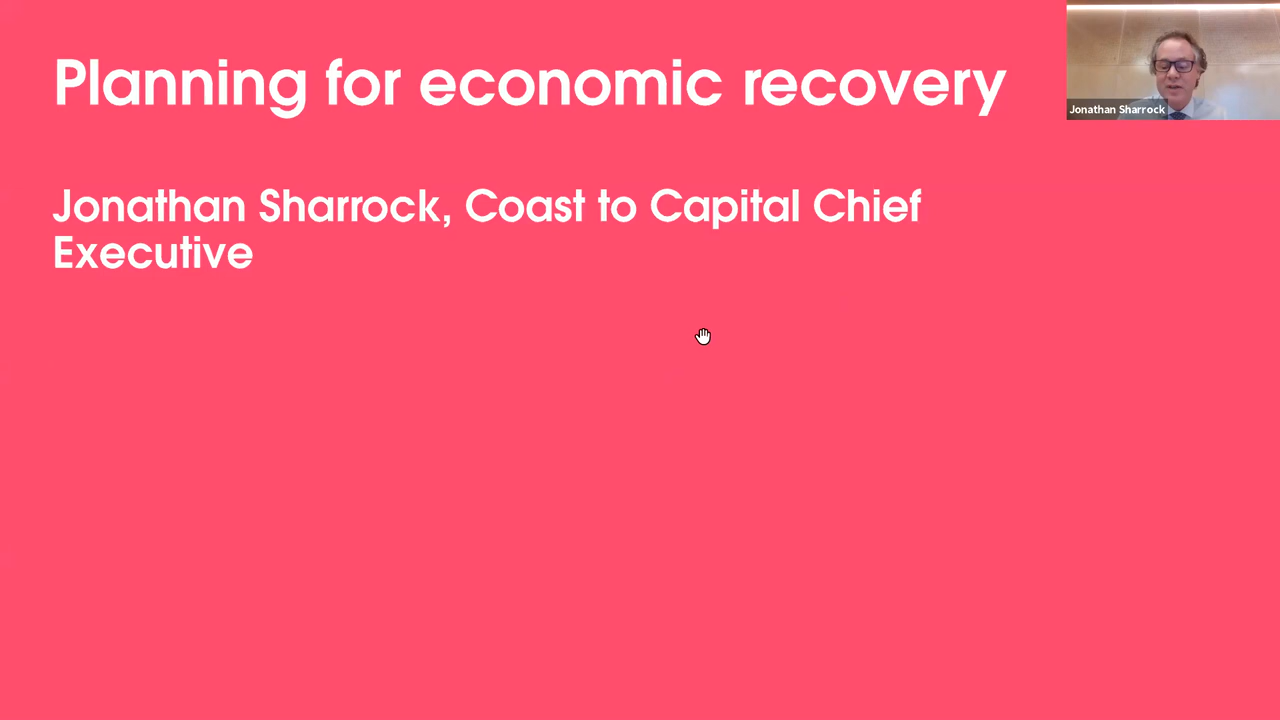 Planning for economic recovery
Jonathan Sharrock
Jonathan Sharrock, Coast to Capital Chief
Executive